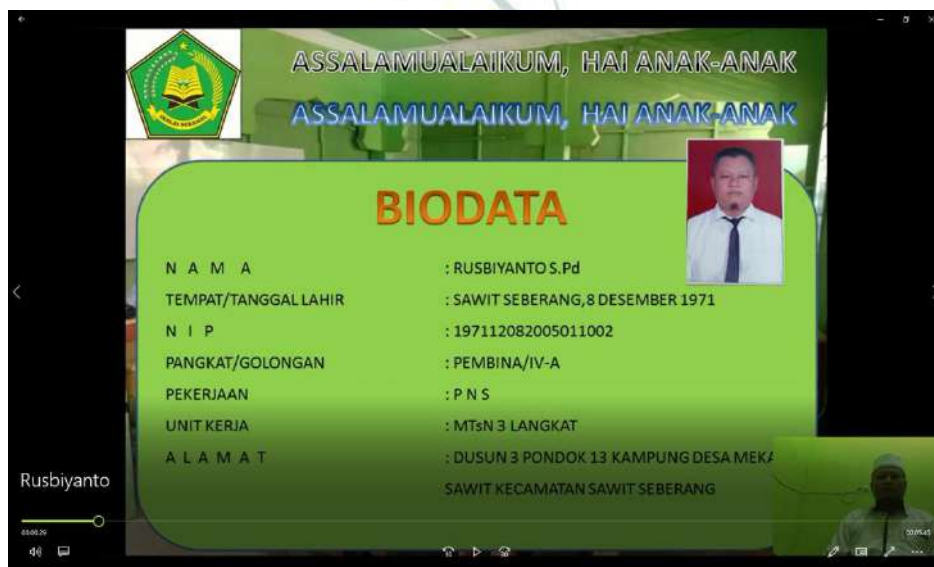 ASSALAMUALAIKUM, HAI ANAK-ANAK
ASSALAMUALAIKUM, HAI ANAK-ANAK
BIODATA
N A M A : RUSBIYANTO S.Pd
TEMPAT/TANGGAL LAHIR : SAWIT SEBERANG,8 DESEMBER 1971
N I P : 197112082005011002
PANGKAT/GOLONGAN : PEMBINA/IV-A
PEKERJAAN : P N S
UNIT KERJA : MTsN 3 LANGKAT
A L A M A T : DUSUN 3 PONDOK 13 KAMPUNG DESA MEKA
SAWIT KECAMATAN SAWIT SEBERANG
Rusbiyanto